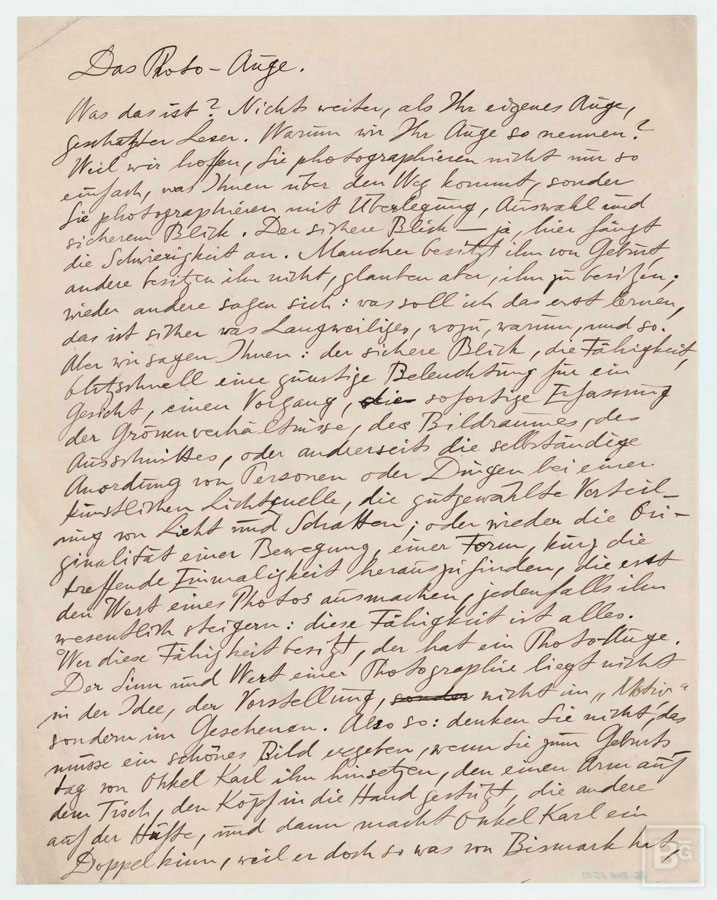 Das Photo-Auge.
Was das ist? Nichts weiter, als Ihr eigenes Auge,
geschätzter Leser. Warum wir Ihr Auge so nennen?
Weil wir hoffen, Sie photographieren nicht nur so
einfach, was Ihnen über den Weg kommt, sonder
Sie photographieren mit Überlegung, Auswahl und
sicherem Blick. Der sichere Blick — ja, hier fängt
die Schwierigkeit an. Mancher besitzt ihn von Geburt,
andere besitzen ihn nicht, glauben aber, ihn zu besitzen;
wieder andere sagen sich: was soll ich das erst lernen,
das ist sicher was Langweiliges, wozu, warum, und so.
Aber wir sagen Ihnen: der sichere Blick, die Fähigkeit,
blitzschnell eine günstige Beleuchtung für ein
Gesicht, einen Vorgang, die sofortige Erfassung
der Grössenverhältnisse, des Bildraumes, des
Ausschnittes, oder anderseits die selbständige
Anordung von Personen oder Dingen bei einer
künstlichen Lichtquelle, die gutgewählte Verteil-
ung von Licht und Schatten; oder wieder die Ori-
ginalität einer Bewegung, einer Form, kurz die
treffende Einmaligkeit herauszufinden, die erst
den Wert eines Photos ausmachen, jedenfalls ihn
wesentlich steigern: diese Fähigkeit ist alles.
Wer diese Fähigkeit besitzt, der hat ein Photo-Auge.
Der Sinn und Wert einer Photographie liegt nicht
in der Idee, der Vorstellung, sonder nicht im „Motiv"
sondern im Gesehenen. Also so: denken Sie nicht, das
müsse ein schönes Bild ergeben, wenn Sie zum Geburts
tag von Onkel Karl ihn hinsetzen, den einen Arm auf
dem Tisch, den Kopf in die Hand gestützt, die andere
auf der Hüfte, und dann macht Onkel Karl ein
Doppelkinn, weil er doch so was von Bismark hat,
BG